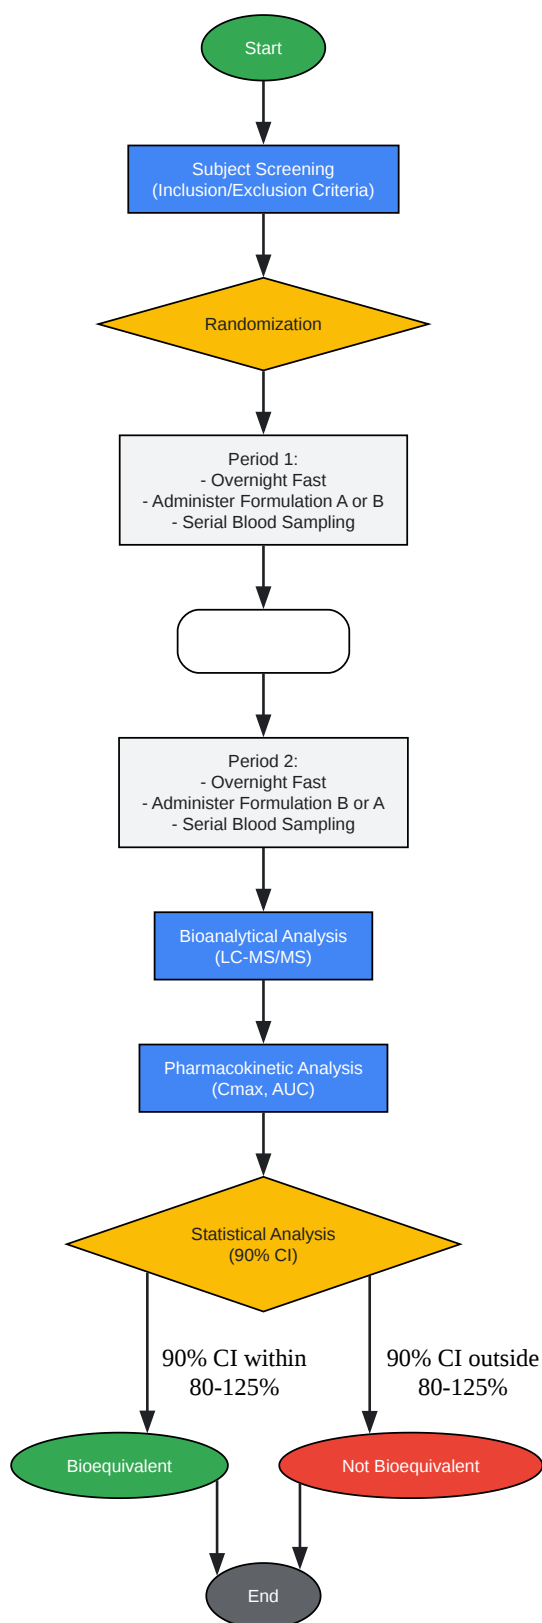 Start
Subject Screening
(Inclusion/Exclusion Criteria)
Randomization
Period 1:
- Overnight Fast
- Administer Formulation A or B
- Serial Blood Sampling
Period 2:
- Overnight Fast
- Administer Formulation B or A
- Serial Blood Sampling
Bioanalytical Analysis
(LC-MS/MS)
Pharmacokinetic Analysis
(Cmax, AUC)
Statistical Analysis
(90% CI)
90% CI within
80-125%
90% CI outside
80-125%
Bioequivalent
Not Bioequivalent
End